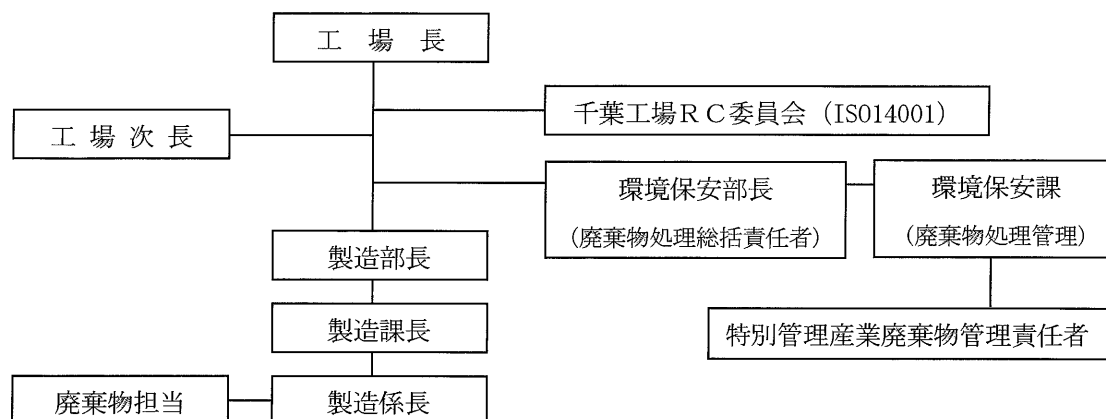 工場長
千葉工場RC委員会（ISO14001）
工場次長
環境保安部長
（廃棄物処理総括責任者）
環境保安課
（廃棄物処理管理）
製造部長
製造課長
特別管理産業廃棄物管理責任者
廃棄物担当
製造係長